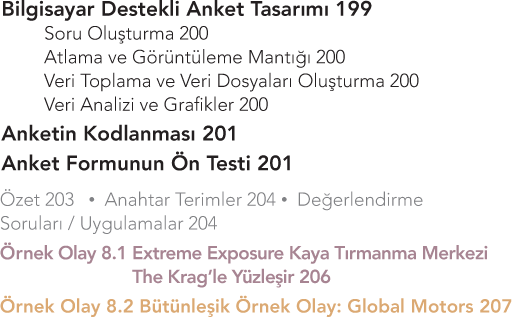 Bilgisayar Destekli Anket Tasarımı 199
Soru Oluşturma 200
Atlama ve Görüntüleme Mantığı 200
Veri Toplama ve Veri Dosyaları Oluşturma 200
Veri Analizi ve Grafikler 200
Anketin Kodlanması 201
Anket Formunun Ön Testi 201
Özet 203 • Anahtar Terimler 204 • Değerlendirme
Soruları / Uygulamalar 204
Örnek Olay 8.1 Extreme Exposure Kaya Tırmanma Merkezi
The Krag’le Yüzleşir 206
Örnek Olay 8.2 Bütünleşik Örnek Olay: Global Motors 207